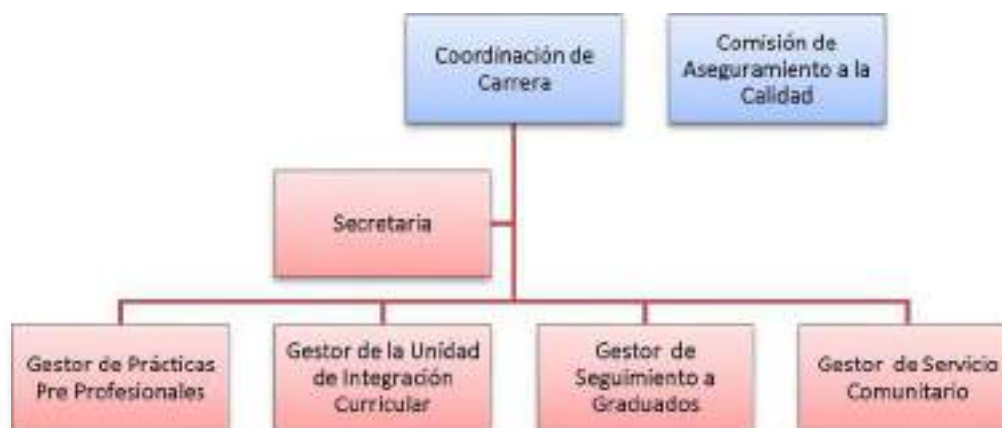 Coordinación de
Carrera
Comisión de
Aseguramiento a la
Calidad
Secretaria
Gestor de Prácticas
Pre Profesionales
Gestor de la Unidad
de Integración
Curricular
Gestor de
Seguimiento a
Graduados
Gestor de Servicio
Comunitario